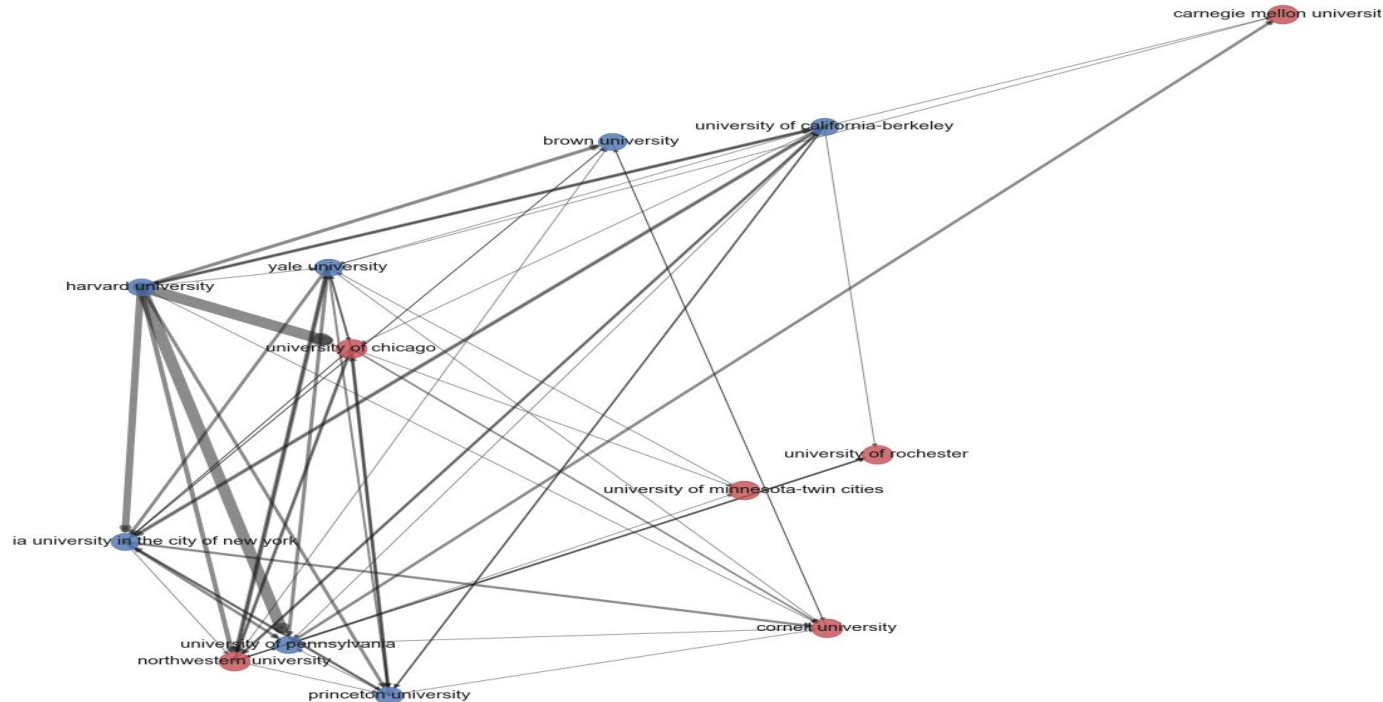 carnegie mellon universit
university of california-berkeley
brown university
yale university
harvard university
university of chicago
university of rochester
university of minnesota-twin cities
ia university in the city of new york
cornell university
university of pennsylvania
northwestern university
princeton university